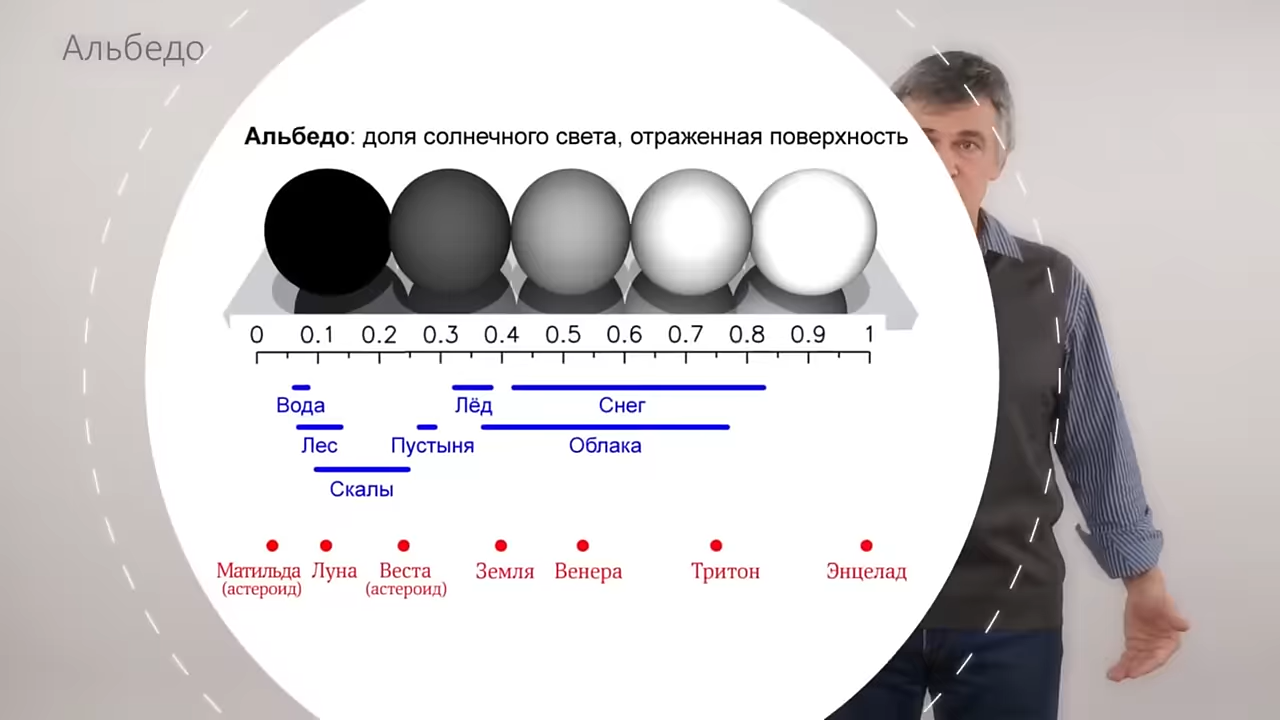 Альбедо
Альбедо: доля солнечного света, отраженная поверхность
0 0.1 0.2 0.3 0.4 0.5 0.6 0.7 0.8 0.9 1
Вода Лёд Снег
Лес Пустыня Облака
Скалы
Матильда Луна Веста Земля Венера Тритон Энцелад
(астероид) (астероид)